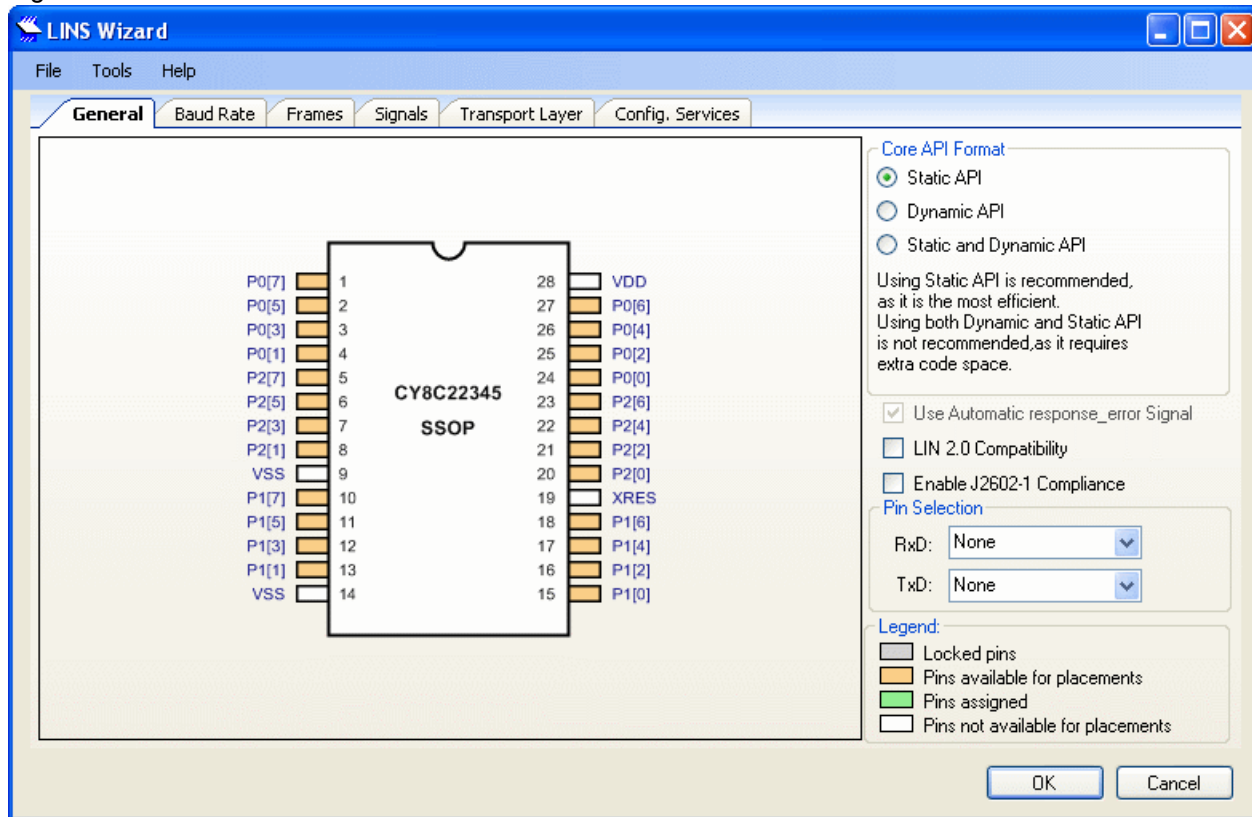 LINS Wizard
File Tools Help
General Baud Rate Frames Signals Transport Layer Config. Services
P0[7] 1 28 VDD
P0[5] 2 27 P0[6]
P0[3] 3 26 P0[4]
P0[1] 4 25 P0[2]
P2[7] 5 24 P0[0]
P2[5] 6 CY8C22345 23 P2[6]
P2[3] 7 SSOP 22 P2[4]
P2[1] 8 21 P2[2]
VSS 9 20 P2[0]
P1[7] 10 19 XRES
P1[5] 11 18 P1[6]
P1[3] 12 17 P1[4]
P1[1] 13 16 P1[2]
VSS 14 15 P1[0]
Core API Format
Static API
Dynamic API
Static and Dynamic API
Using Static API is recommended,
as it is the most efficient.
Using both Dynamic and Static API
is not recommended,as it requires
extra code space.
Use Automatic response_error Signal
LIN 2.0 Compatibility
Enable J2602-1 Compliance
Pin Selection
RxD: None
TxD: None
Legend:
Locked pins
Pins available for placements
Pins assigned
Pins not available for placements
OK Cancel